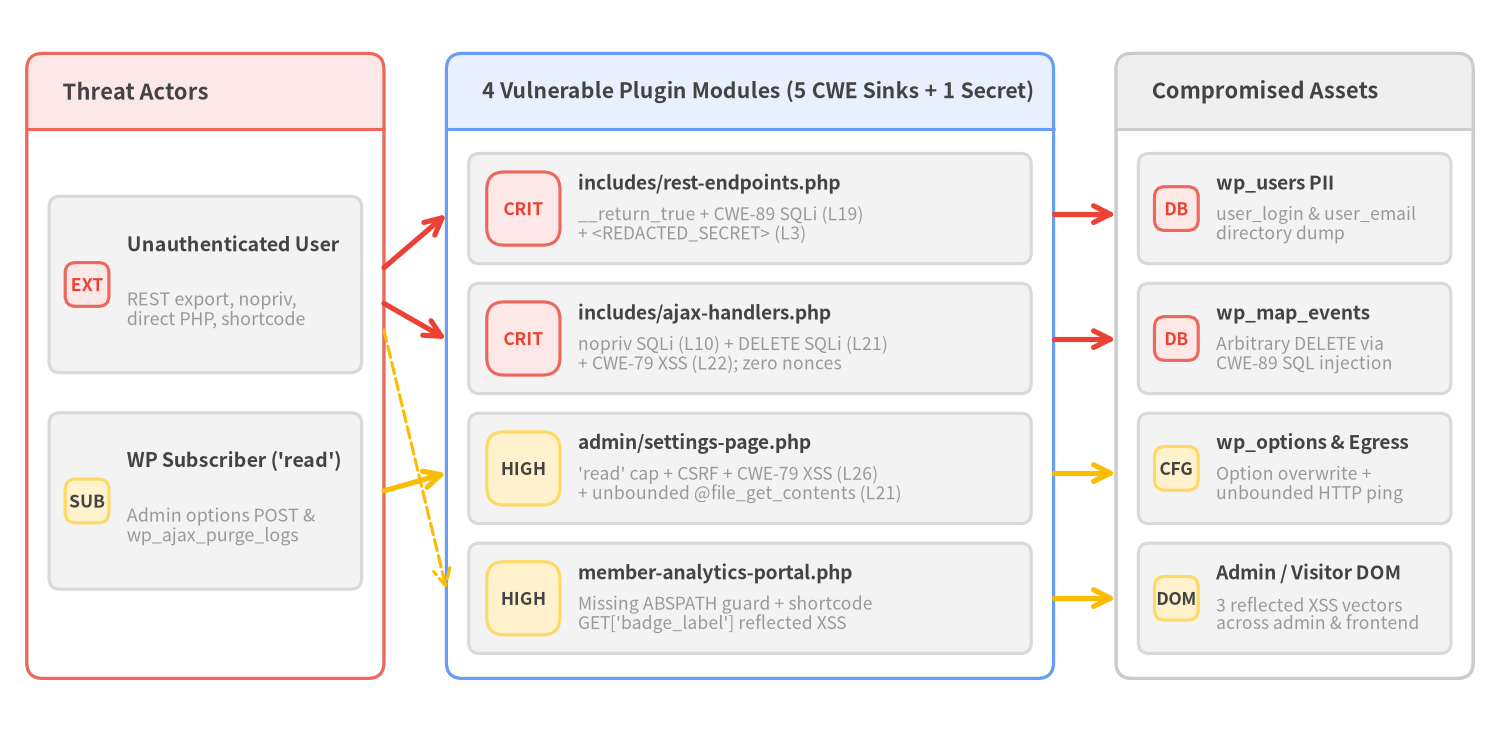 Threat Actors
EXT
Unauthenticated User
REST export, nopriv,
direct PHP, shortcode
SUB
WP Subscriber ('read')
Admin options POST &
wp_ajax_purge_logs
4 Vulnerable Plugin Modules (5 CWE Sinks + 1 Secret)
CRIT
includes/rest-endpoints.php
__return_true + CWE-89 SQLi (L19)
+ <REDACTED_SECRET> (L3)
CRIT
includes/ajax-handlers.php
nopriv SQLi (L10) + DELETE SQLi (L21)
+ CWE-79 XSS (L22); zero nonces
HIGH
admin/settings-page.php
'read' cap + CSRF + CWE-79 XSS (L26)
+ unbounded @file_get_contents (L21)
HIGH
member-analytics-portal.php
Missing ABSPATH guard + shortcode
GET['badge_label'] reflected XSS
Compromised Assets
DB
wp_users PII
user_login & user_email
directory dump
DB
wp_map_events
Arbitrary DELETE via
CWE-89 SQL injection
CFG
wp_options & Egress
Option overwrite +
unbounded HTTP ping
DOM
Admin / Visitor DOM
3 reflected XSS vectors
across admin & frontend